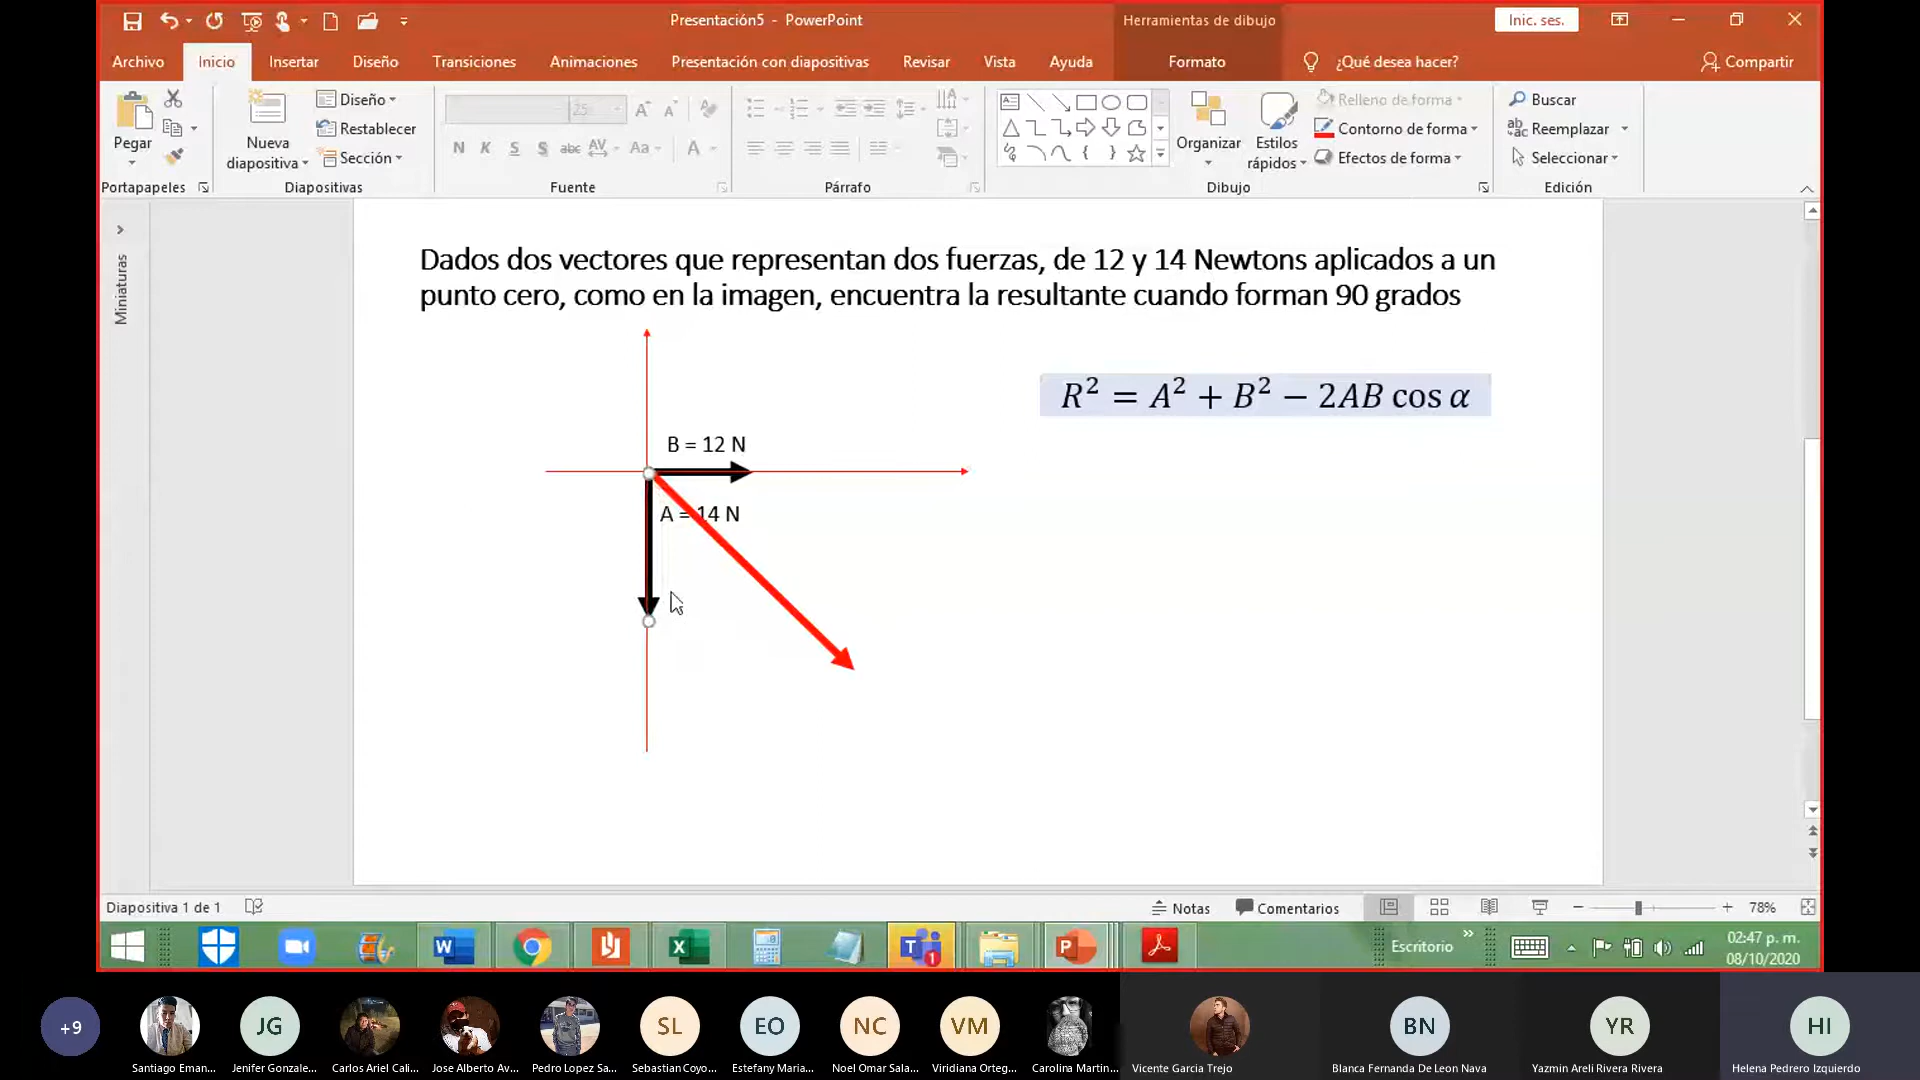 Presentación5 - PowerPoint
Herramientas de dibujo
Inic. ses.
Archivo
Inicio
Insertar
Diseño
Transiciones
Animaciones
Presentación con diapositivas
Revisar
Vista
Ayuda
Formato
¿Qué desea hacer?
Compartir
Pegar
Nueva
diapositiva
Diseño
Restablecer
Sección
N K S S abc AV Aa A
Organizar
Estilos
rápidos
Relleno de forma
Contorno de forma
Efectos de forma
Buscar
Reemplazar
Seleccionar
Portapapeles
Diapositivas
Fuente
Párrafo
Dibujo
Edición
Miniaturas
Dados dos vectores que representan dos fuerzas, de 12 y 14 Newtons aplicados a un
punto cero, como en la imagen, encuentra la resultante cuando forman 90 grados
R² = A² + B² − 2AB cos α
B = 12 N
A = 14 N
Diapositiva 1 de 1
Notas
Comentarios
78%
Escritorio
02:47 p. m.
08/10/2020
+9
JG
SL
EO
NC
VM
BN
YR
HI
Santiago Eman...
Jenifer Gonzale...
Carlos Ariel Cali...
Jose Alberto Av...
Pedro Lopez Sa...
Sebastian Coyo...
Estefany Maria...
Noel Omar Sala...
Viridiana Orteg...
Carolina Martin...
Vicente Garcia Trejo
Blanca Fernanda De Leon Nava
Yazmin Areli Rivera Rivera
Helena Pedrero Izquierdo